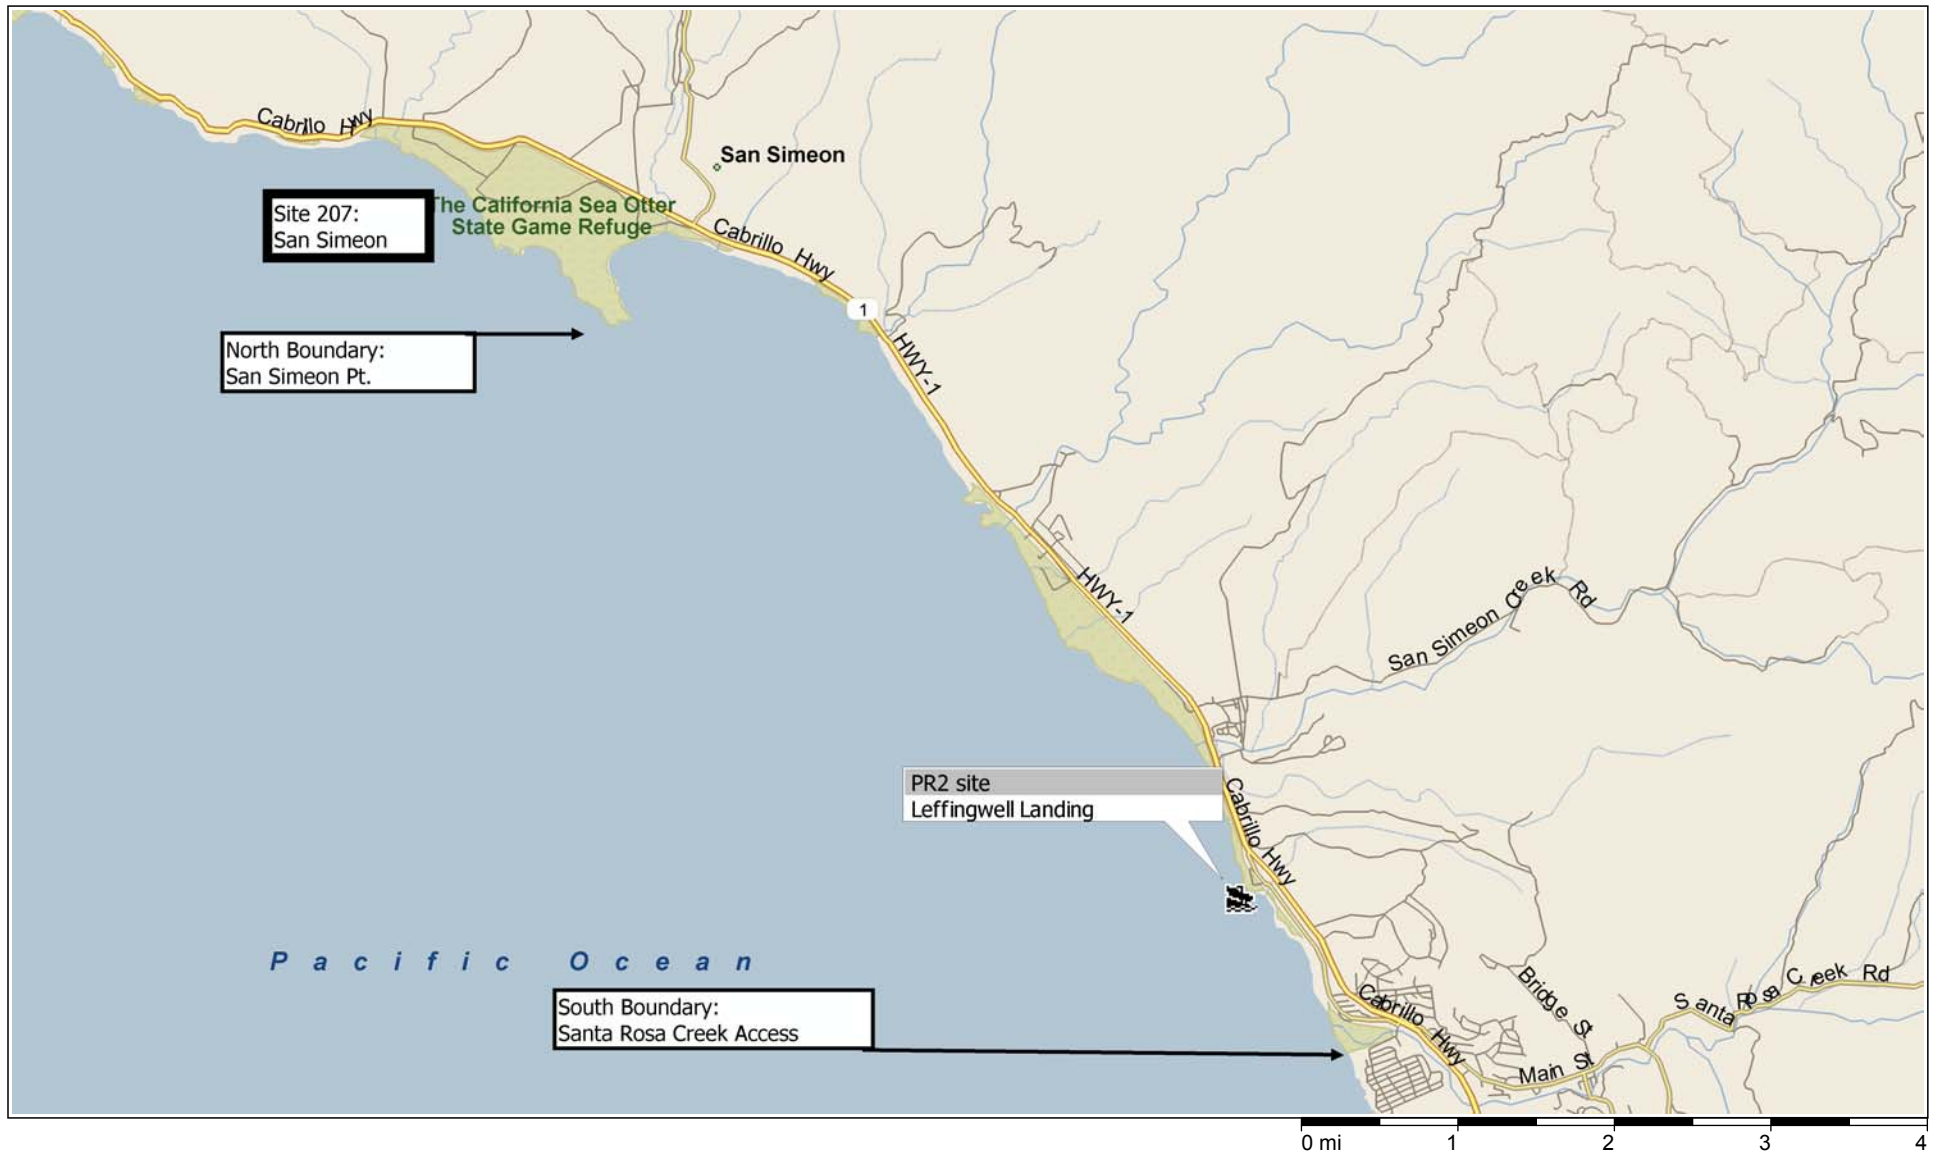 Cabrillo Hwy
San Simeon
Site 207:
San Simeon
The California Sea Otter
State Game Refuge
Cabrillo Hwy
1
North Boundary:
San Simeon Pt.
HWY-1
HWY-1
San Simeon Creek Rd
PR2 site
Leffingwell Landing
Cabrillo Hwy
Pacific Ocean
South Boundary:
Santa Rosa Creek Access
Cabrillo Hwy
Bridge St
Santa Rosa Creek Rd
Main St
0 mi 1 2 3 4